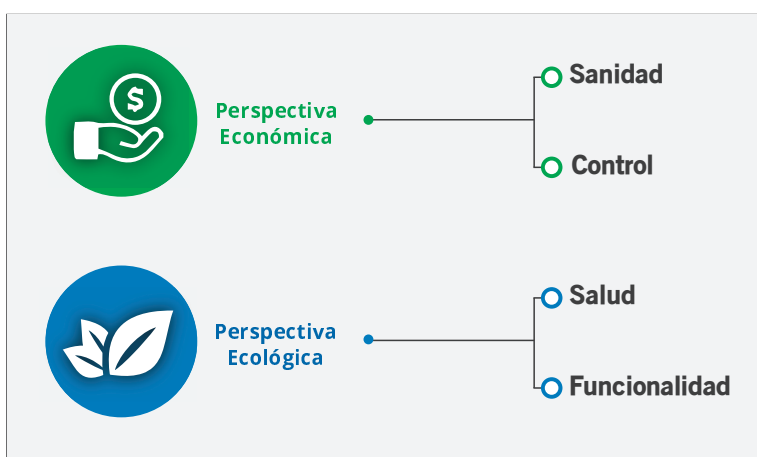 $
Perspectiva
Económica
Sanidad
Control
Perspectiva
Ecológica
Salud
Funcionalidad